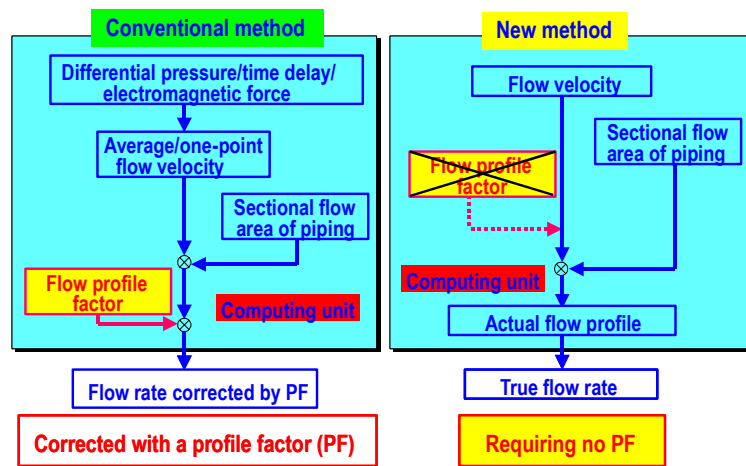 Conventional method
Differential pressure/time delay/
electromagnetic force
Average/one-point
flow velocity
Sectional flow
area of piping
Flow profile
factor
Computing unit
Flow rate corrected by PF
Corrected with a profile factor (PF)
New method
Flow velocity
Sectional flow
area of piping
Flow profile
factor
Computing unit
Actual flow profile
True flow rate
Requiring no PF